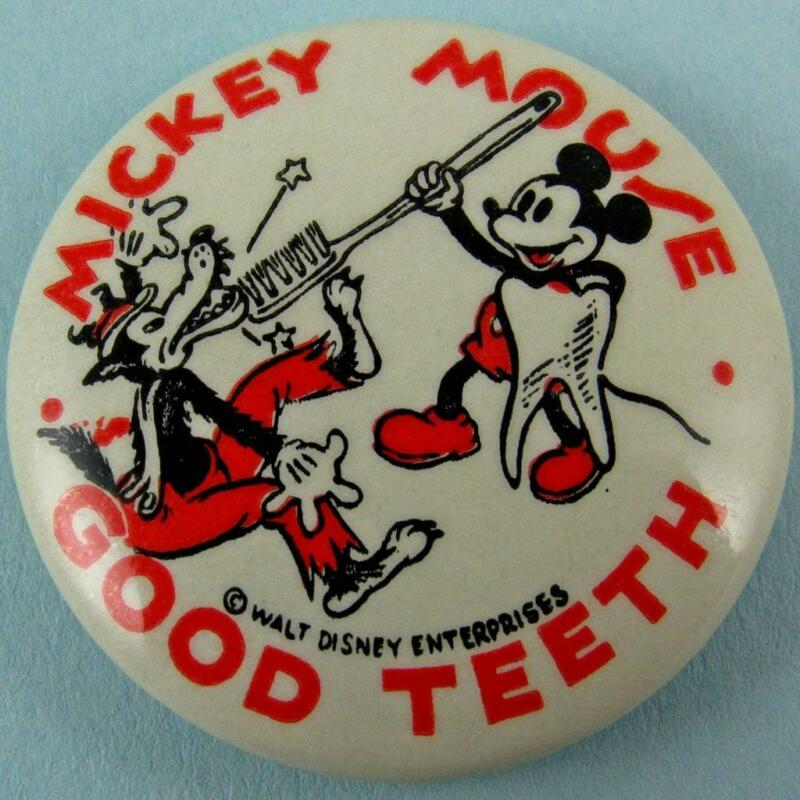 MICKEY MOUSE
© WALT DISNEY ENTERPRISES
• GOOD TEETH •